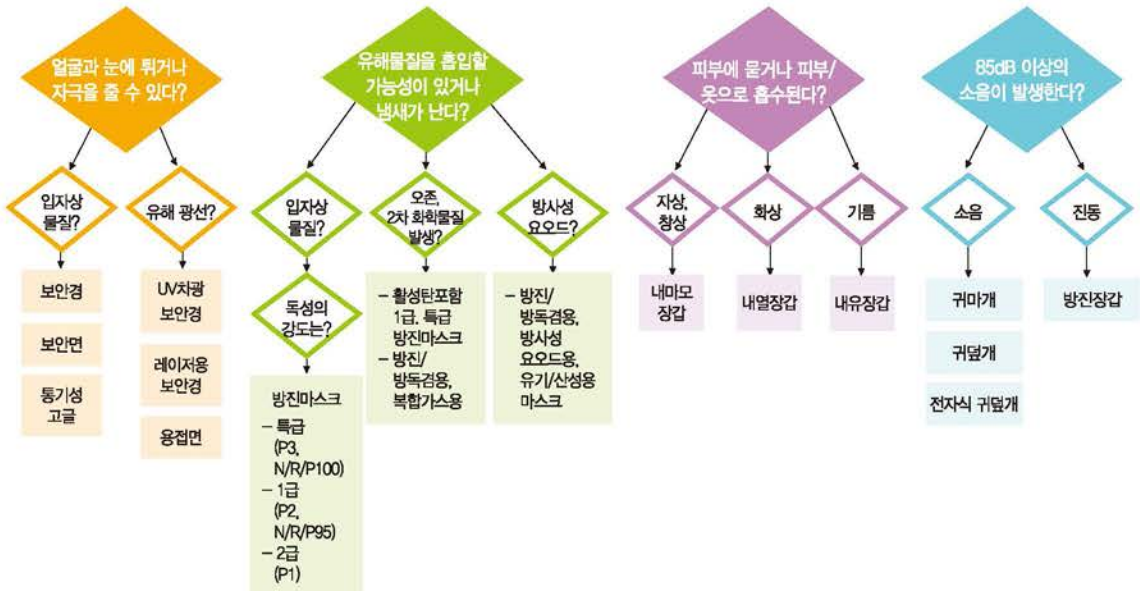 얼굴과 눈에 튀거나
자극을 줄 수 있다?
입자상
물질?
보안경
보안면
통기성
고글
유해 광선?
UV차광
보안경
레이저용
보안경
용접면
유해물질을 흡입할
가능성이 있거나
냄새가 난다?
입자상
물질?
독성의
강도는?
방진마스크
– 특급
(P3,
N/R/P100)
– 1급
(P2,
N/R/P95)
– 2급
(P1)
오존,
2차 화학물질
발생?
– 활성탄포함
1급, 특급
방진마스크
– 방진/
방독겸용,
복합가스용
방사성
요오드?
– 방진/
방독겸용,
방사성
요오드용,
유기/산성용
마스크
피부에 묻거나 피부/
옷으로 흡수된다?
자상,
창상
내마모
장갑
화상
내열장갑
기름?
내유장갑
85dB 이상의
소음이 발생한다?
소음
귀마개
귀덮개
전자식 귀덮개
진동
방진장갑